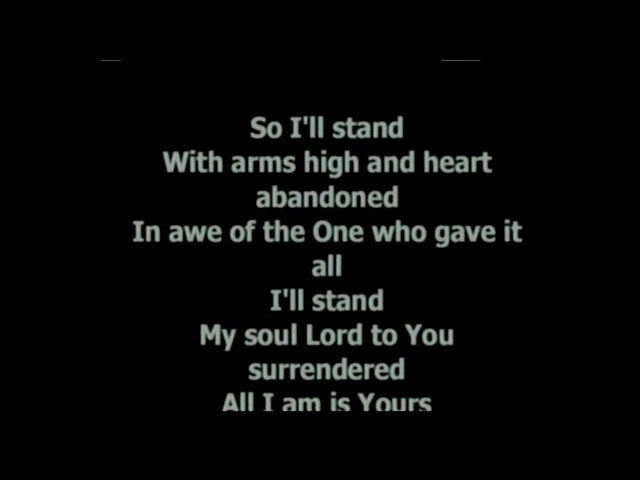 So I'll stand
With arms high and heart
abandoned
In awe of the One who gave it
all
I'll stand
My soul Lord to You
surrendered
All I am is Yours